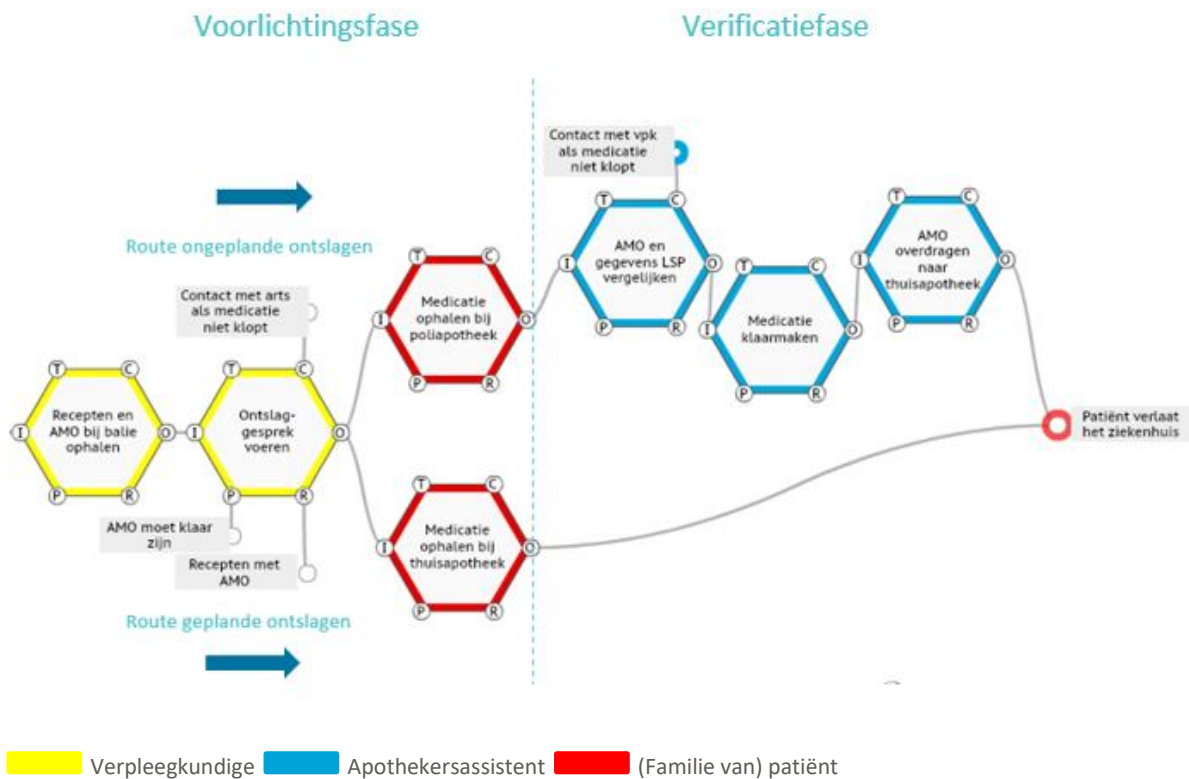 Voorlichtingsfase
Verificatiefase
Route ongeplande ontslagen
Contact met arts
als medicatie
niet klopt
I
T
C
O
P
R
Recepten en
AMO bij balie
ophalen
I
T
C
O
P
R
Ontslag-
gesprek
voeren
AMO moet klaar
zijn
Recepten met
AMO
Route geplande ontslagen
I
T
C
O
P
R
Medicatie
ophalen bij
poliapotheek
I
T
C
O
P
R
Medicatie
ophalen bij
thuisapotheek
Contact met vpk
als medicatie
niet klopt
I
T
C
O
P
R
AMO en
gegevens LSP
vergelijken
I
T
C
O
P
R
Medicatie
klaarmaken
I
T
C
O
P
R
AMO
overdragen
naar
thuisapotheek
Patiënt verlaat
het ziekenhuis
Verpleegkundige Apothekersassistent (Familie van) patiënt